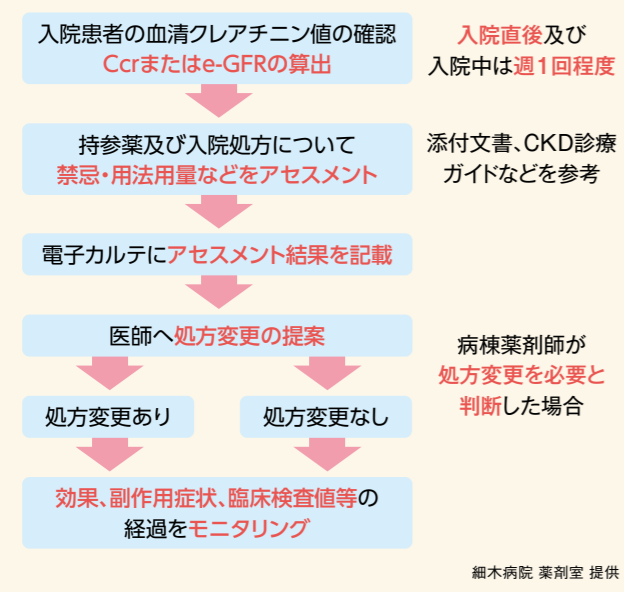 入院患者の血清クレアチニン値の確認
Ccrまたはe-GFRの算出
入院直後及び
入院中は週1回程度
持参薬及び入院処方について
禁忌・用法用量などをアセスメント
添付文書、CKD診療
ガイドなどを参考
電子カルテにアセスメント結果を記載
医師へ処方変更の提案
病棟薬剤師が
処方変更を必要と
判断した場合
処方変更あり
処方変更なし
効果、副作用症状、臨床検査値等の
経過をモニタリング
細木病院 薬剤室 提供